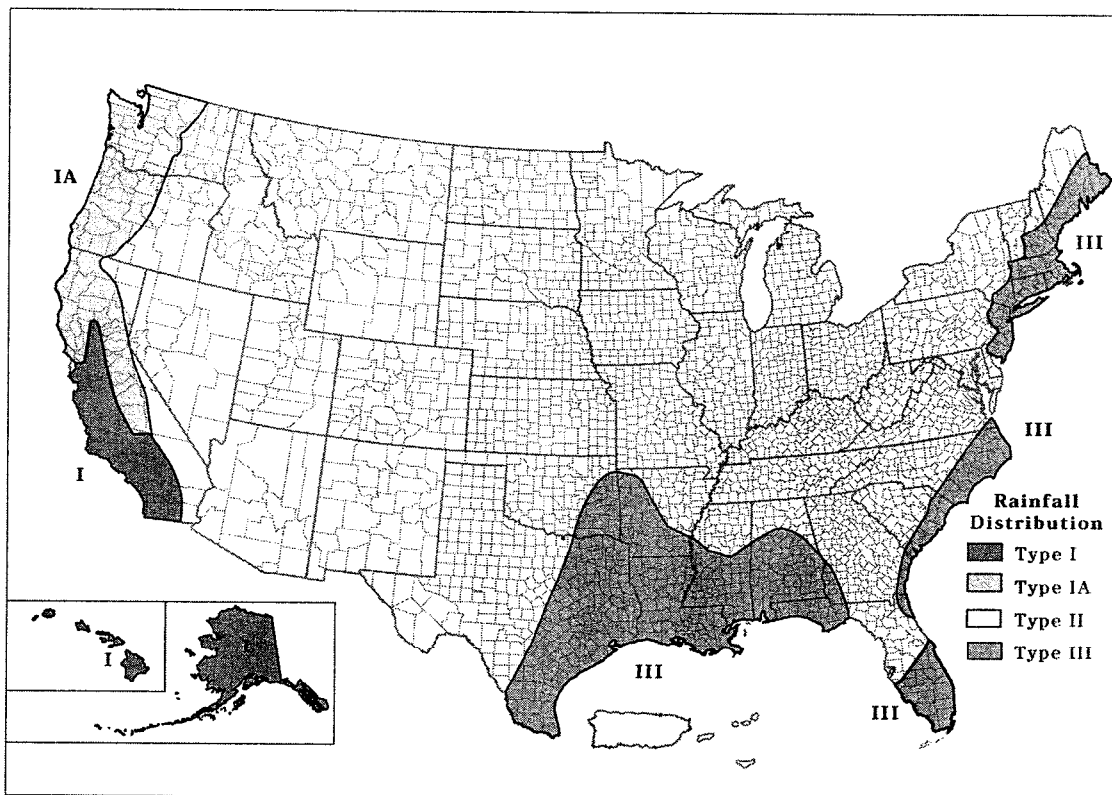 IA
III
III
I
Rainfall
Distribution
Type I
Type IA
Type II
Type III
I
III
III